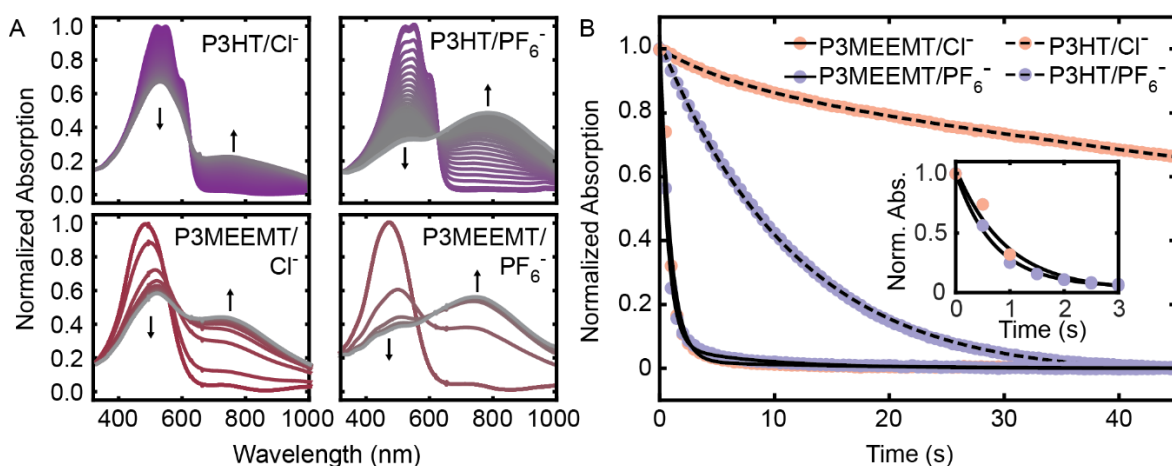 A
P3HT/Cl⁻
P3HT/PF₆⁻
P3MEEMT/
Cl⁻
P3MEEMT/
PF₆⁻
Normalized Absorption
1.0
0.8
0.6
0.4
0.2
0.0
1.0
0.8
0.6
0.4
0.2
0.0
400 600 800 1000
400 600 800 1000
Wavelength (nm)
B
P3MEEMT/Cl⁻
P3HT/Cl⁻
P3MEEMT/PF₆⁻
P3HT/PF₆⁻
Normalized Absorption
1.0
0.8
0.6
0.4
0.2
0
0 10 20 30 40
Time (s)
Norm. Abs.
1.0
0.5
0
0 1 2 3
Time (s)